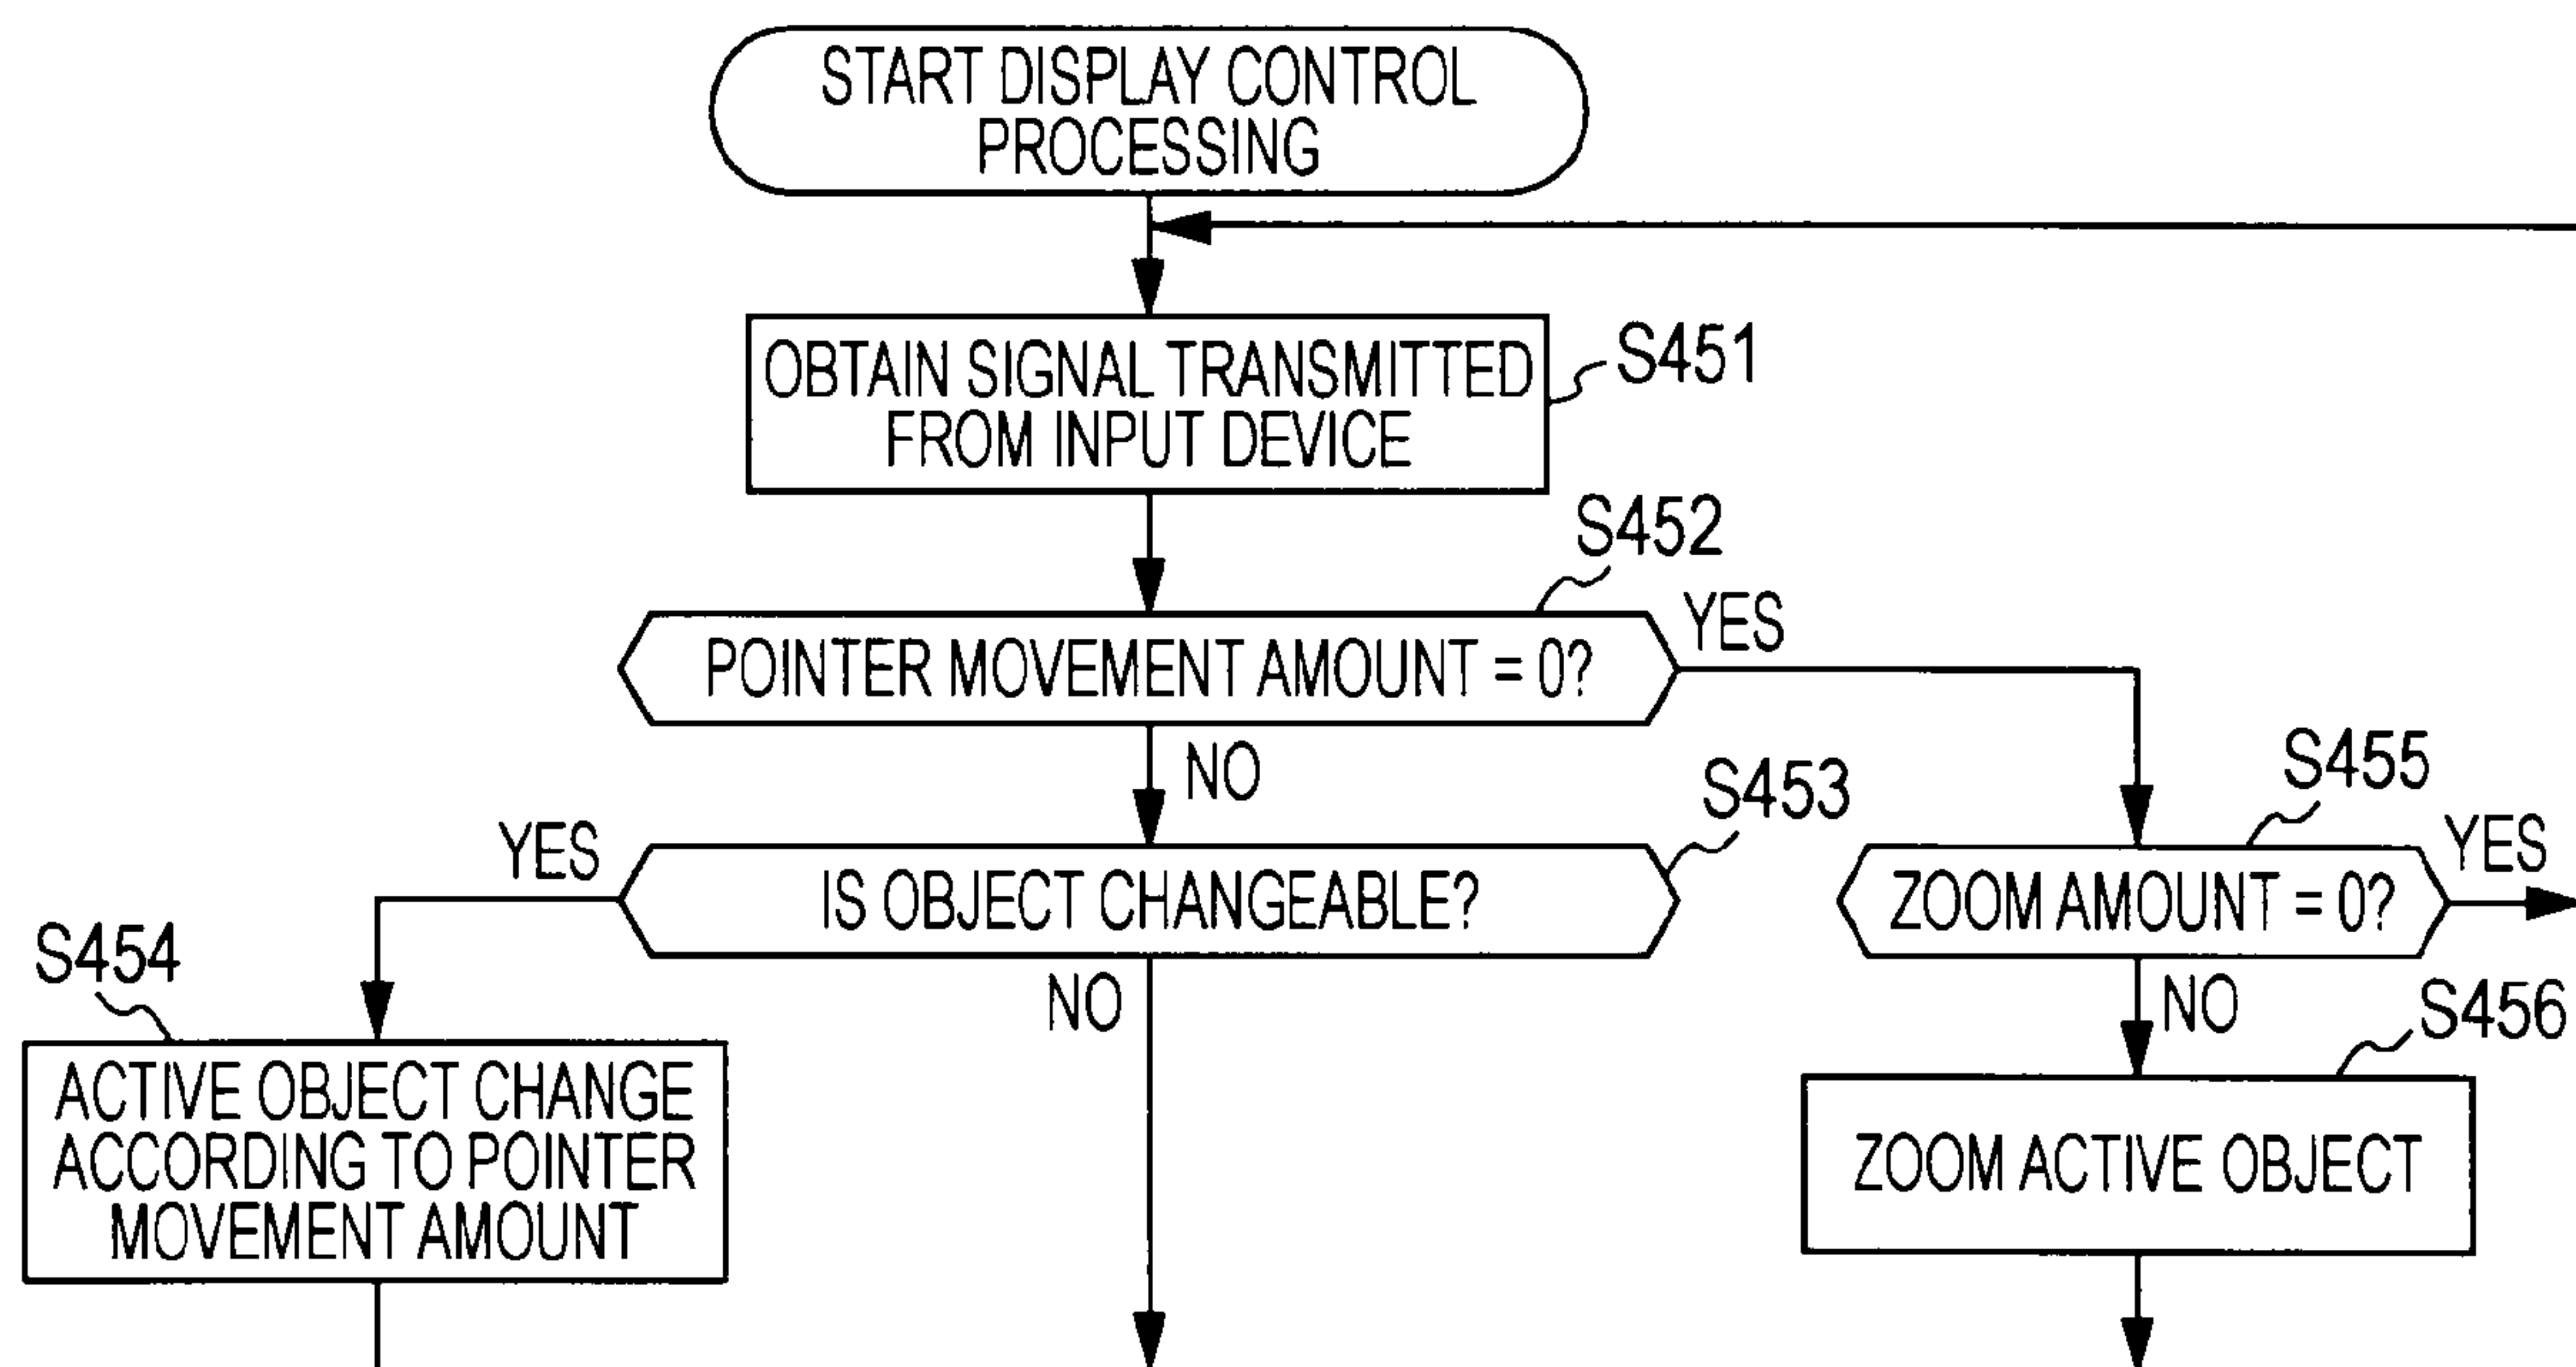 START DISPLAY CONTROL
PROCESSING
OBTAIN SIGNAL TRANSMITTED
FROM INPUT DEVICE
S451
S452
POINTER MOVEMENT AMOUNT = 0?
YES
NO
S453
IS OBJECT CHANGEABLE?
YES
NO
S454
ACTIVE OBJECT CHANGE
ACCORDING TO POINTER
MOVEMENT AMOUNT
S455
ZOOM AMOUNT = 0?
YES
NO
S456
ZOOM ACTIVE OBJECT